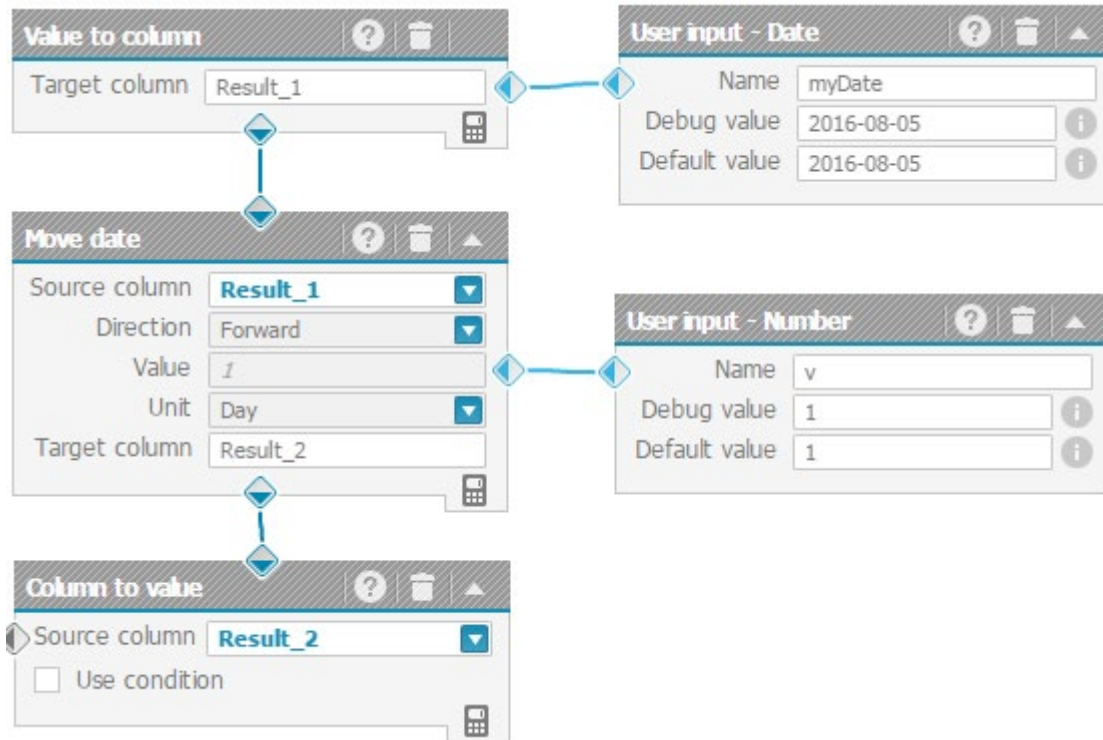 Value to column
Target column Result_1
User input - Date
Name myDate
Debug value 2016-08-05
Default value 2016-08-05
Move date
Source column Result_1
Direction Forward
Value 1
Unit Day
Target column Result_2
User input - Number
Name v
Debug value 1
Default value 1
Column to value
Source column Result_2
Use condition